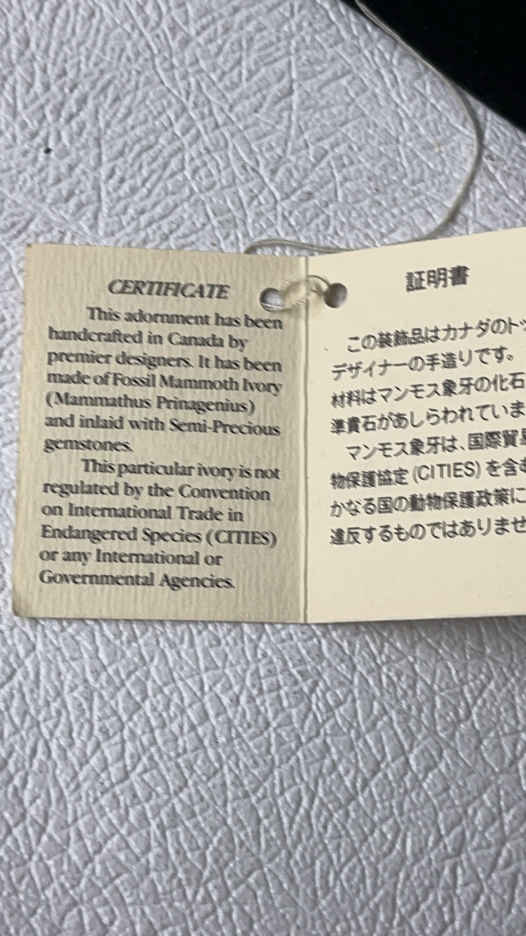 CERTIFICATE
This adornment has been
handcrafted in Canada by
premier designers. It has been
made of Fossil Mammoth Ivory
(Mammathus Prinagenius)
and inlaid with Semi-Precious
gemstones.
This particular ivory is not
regulated by the Convention
on International Trade in
Endangered Species (CITIES)
or any International or
Governmental Agencies.
証明書
この装飾品はカナダのト
デザイナーの手造りです。
材料はマンモス象牙の化石
準貴石があしらわれていま
マンモス象牙は、国際貿易
物保護協定 (CITIES) を含む
かなる国の動物保護政策に
違反するものではありませ